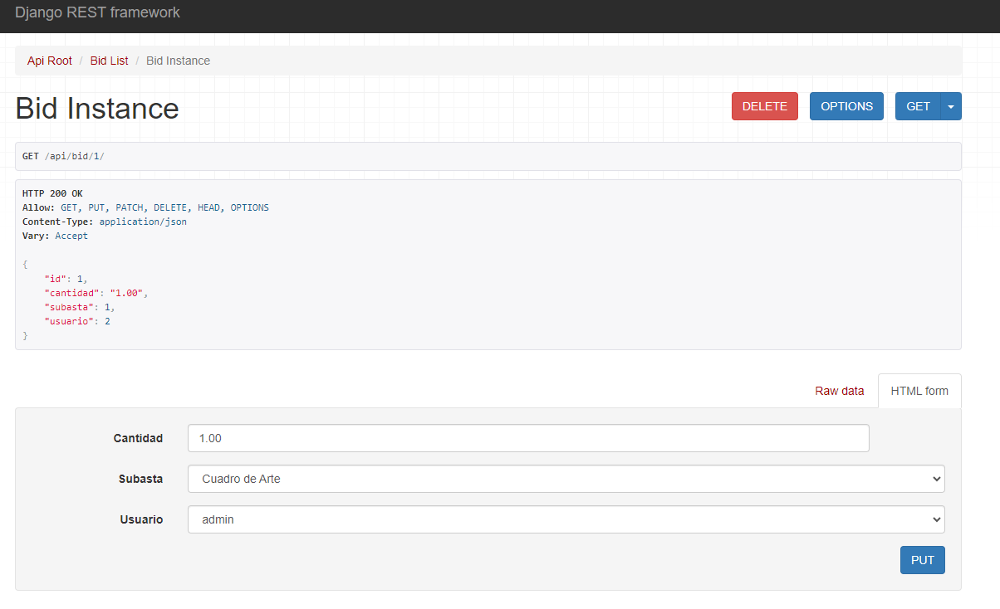 Django REST framework
Api Root / Bid List / Bid Instance
Bid Instance
DELETE
OPTIONS
GET
GET /api/bid/1/
HTTP 200 OK
Allow: GET, PUT, PATCH, DELETE, HEAD, OPTIONS
Content-Type: application/json
Vary: Accept
{
    "id": 1,
    "cantidad": "1.00",
    "subasta": 1,
    "usuario": 2
}
Raw data
HTML form
Cantidad
1.00
Subasta
Cuadro de Arte
Usuario
admin
PUT